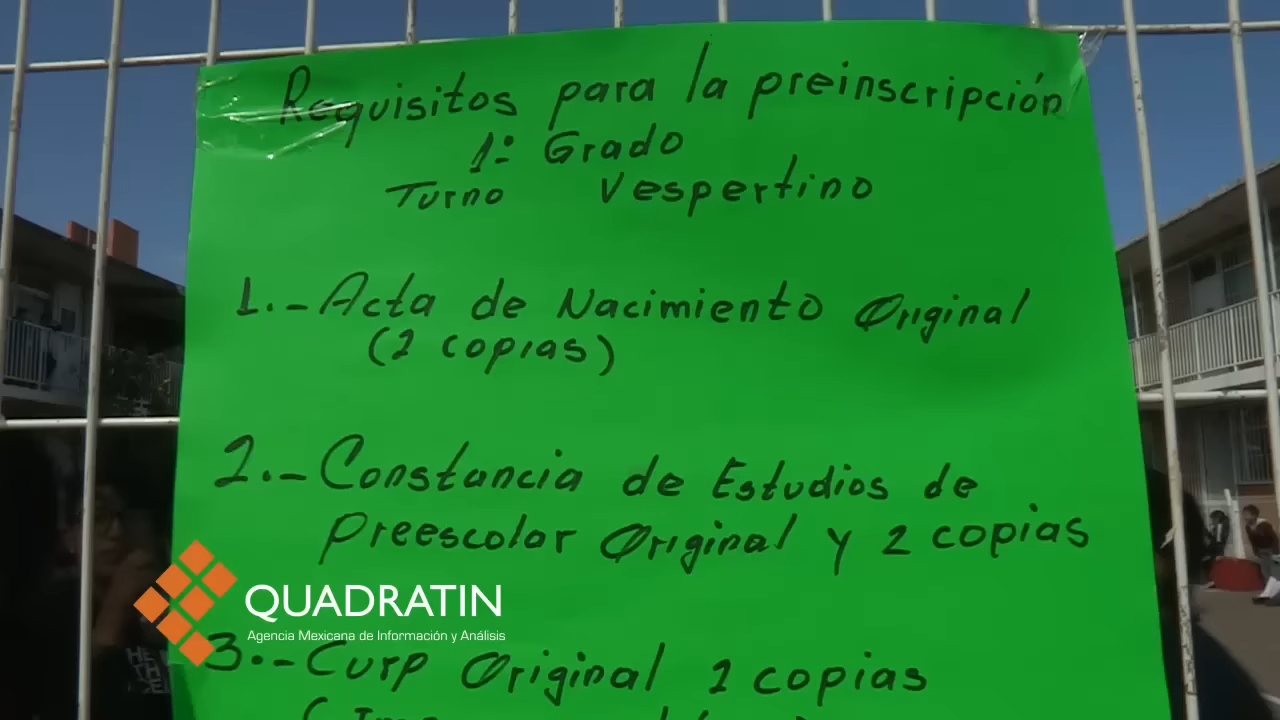 Requisitos para la preinscripción
1º Grado
Turno Vespertino
1.- Acta de Nacimiento Original
(2 copias)
2.- Constancia de Estudios de
Preescolar Original y 2 copias
QUADRATIN
Agencia Mexicana de Información y Análisis
3.- Curp Original 2 copias